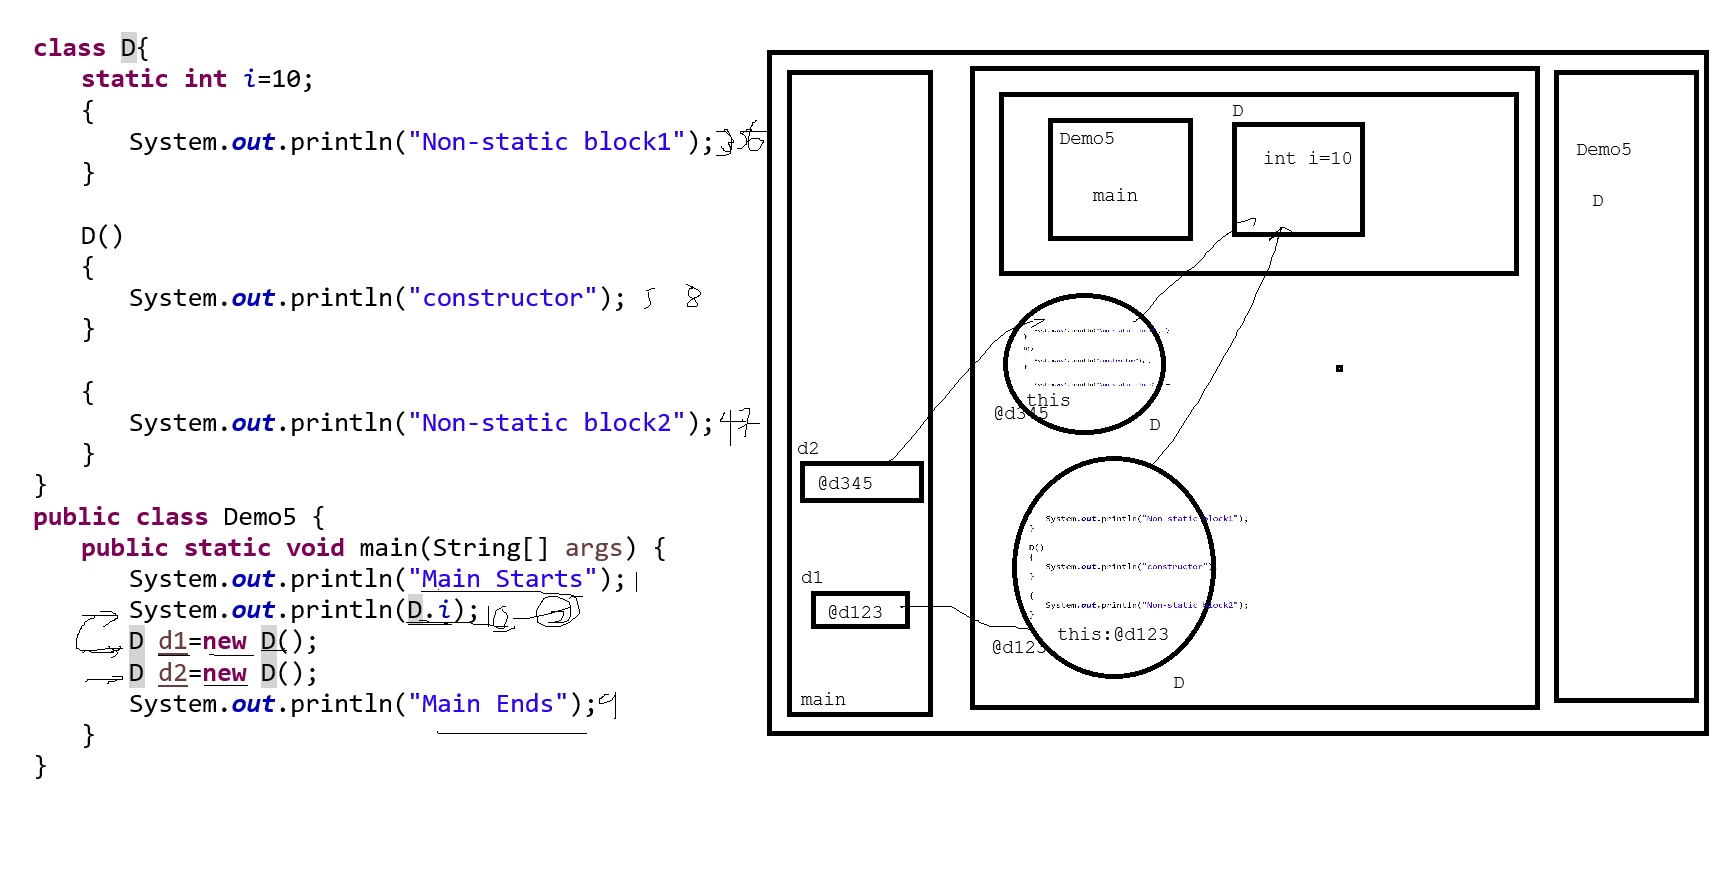 class D{
static int i=10;
{
System.out.println("Non-static block1"); 3 6
}
D()
{
System.out.println("constructor"); 5 8
}
{
System.out.println("Non-static block2"); 4 7
}
}
public class Demo5 {
public static void main(String[] args) {
System.out.println("Main Starts"); 1
System.out.println(D.i); 10 - 2
D d1=new D();
D d2=new D();
System.out.println("Main Ends"); 9
}
}
d2
@d345
d1
@d123
main
Demo5
main
D
int i=10
}
D()
}
this
@d345
D
System.out.println("Non-static block1");
}
D()
{
System.out.println("constructor")
}
{
System.out.println("Non-static block2");
}
this:@d123
@d123
D
Demo5
D